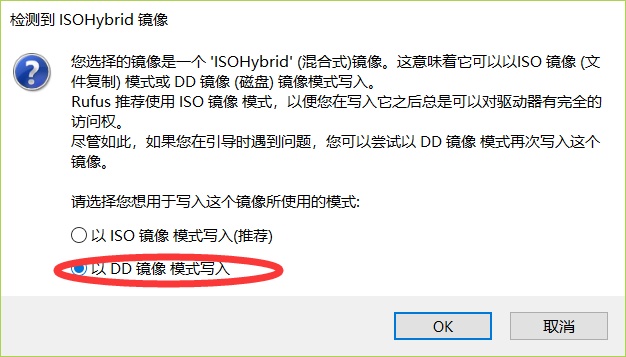 检测到 ISOHybrid 镜像
您选择的镜像是一个 'ISOHybrid' (混合式)镜像。这意味着它可以以ISO 镜像 (文
件复制) 模式或 DD 镜像 (磁盘) 镜像模式写入。
Rufus 推荐使用 ISO 镜像 模式，以便您在写入它之后总是可以对驱动器有完全的
访问权。
尽管如此，如果您在引导时遇到问题，您可以尝试以 DD 镜像 模式再次写入这个
镜像。
请选择您想用于写入这个镜像所使用的模式:
以 ISO 镜像 模式写入(推荐)
以 DD 镜像 模式写入
OK
取消